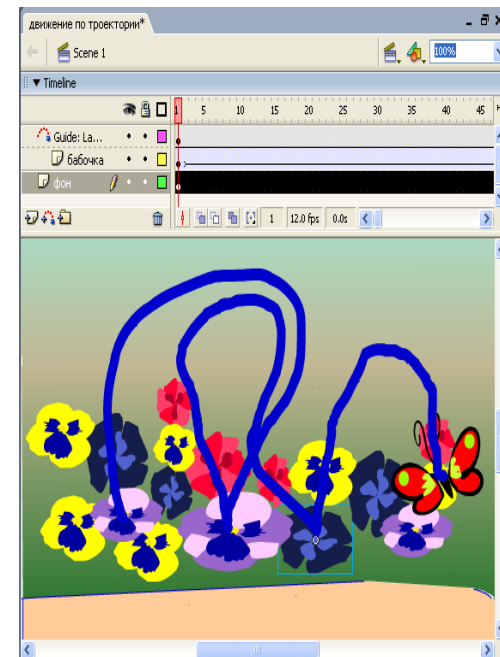 движение по троектории*
Scene 1
100%
Timeline
1 5 10 15 20 25 30 35 40 45
Guide: La...
бабочка
фон
1 12.0 fps 0.0s